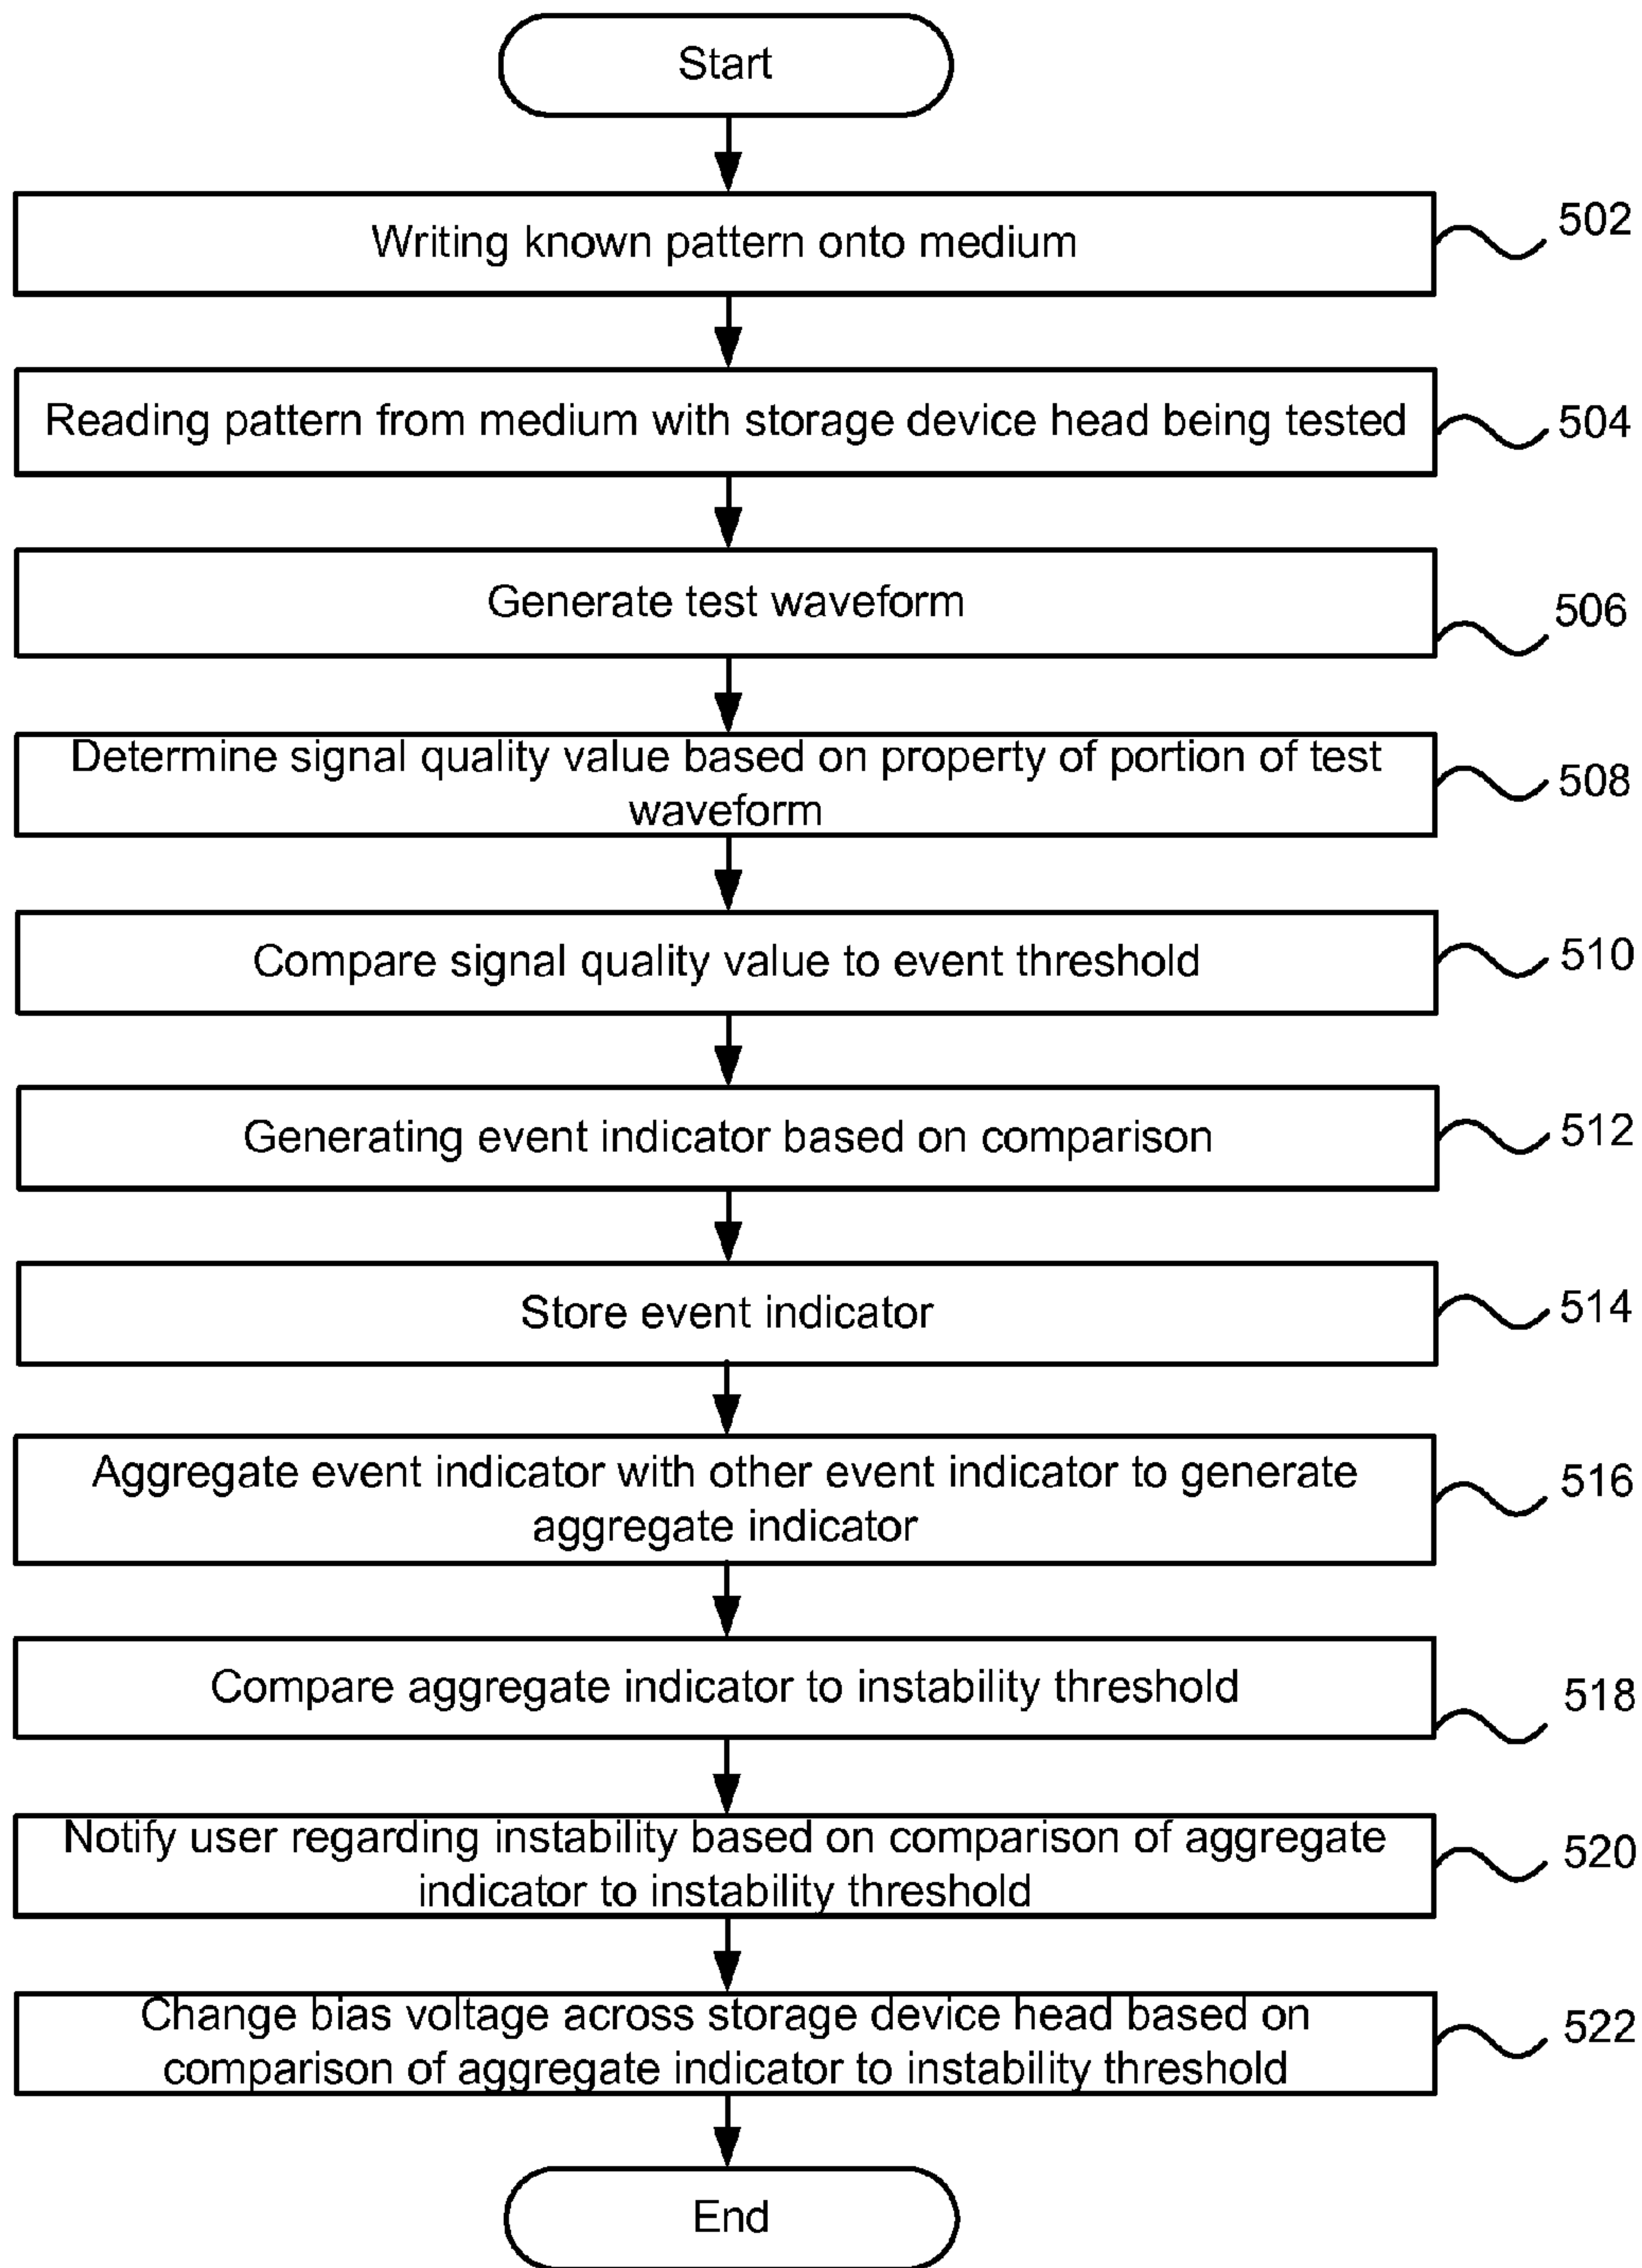 Start
Writing known pattern onto medium
502
Reading pattern from medium with storage device head being tested
504
Generate test waveform
506
Determine signal quality value based on property of portion of test
waveform
508
Compare signal quality value to event threshold
510
Generating event indicator based on comparison
512
Store event indicator
514
Aggregate event indicator with other event indicator to generate
aggregate indicator
516
Compare aggregate indicator to instability threshold
518
Notify user regarding instability based on comparison of aggregate
indicator to instability threshold
520
Change bias voltage across storage device head based on
comparison of aggregate indicator to instability threshold
522
End